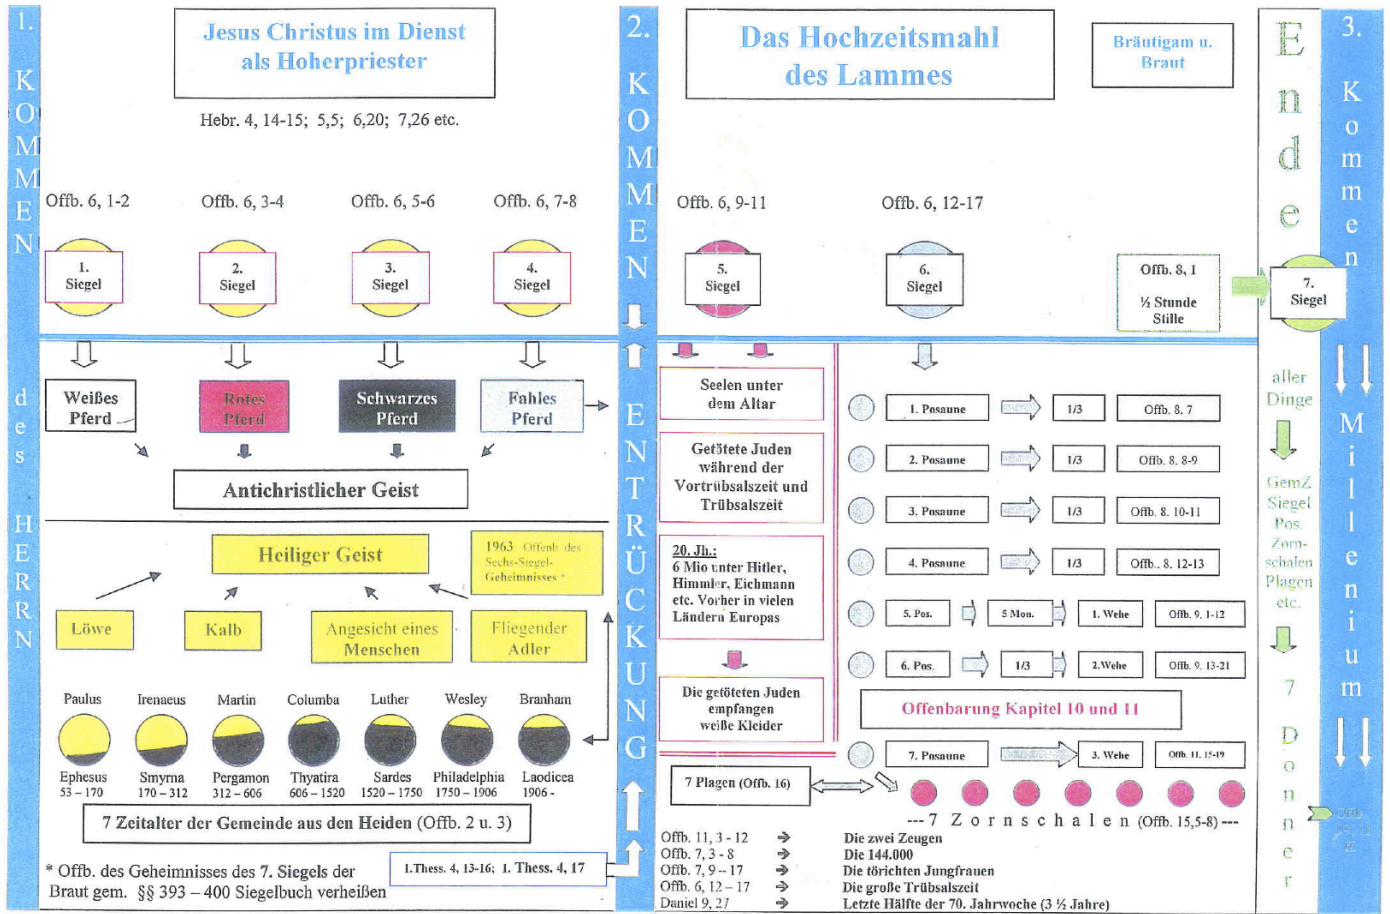 1. KOMMEN des HERRN
Jesus Christus im Dienst
als Hoherpriester
Hebr. 4, 14-15; 5,5; 6,20; 7,26 etc.
Offb. 6, 1-2
Offb. 6, 3-4
Offb. 6, 5-6
Offb. 6, 7-8
1.
Siegel
2.
Siegel
3.
Siegel
4.
Siegel
Weißes
Pferd
Rotes
Pferd
Schwarzes
Pferd
Fahles
Pferd
Antichristlicher Geist
Heiliger Geist
1963 Offenb des
Sechs-Siegel-
Geheimnisses *
Löwe
Kalb
Angesicht eines
Menschen
Fliegender
Adler
Paulus
Irenaeus
Martin
Columba
Luther
Wesley
Branham
Ephesus
53 – 170
Smyrna
170 – 312
Pergamon
312 – 606
Thyatira
606 – 1520
Sardes
1520 – 1750
Philadelphia
1750 – 1906
Laodicea
1906 -
7 Zeitalter der Gemeinde aus den Heiden (Offb. 2 u. 3)
* Offb. des Geheimnisses des 7. Siegels der
Braut gem. §§ 393 – 400 Siegelbuch verheißen
1.Thess. 4, 13-16; 1. Thess. 4, 17
2. KOMMEN ENTRÜCKUNG
Das Hochzeitsmahl
des Lammes
Bräutigam u.
Braut
Offb. 6, 9-11
Offb. 6, 12-17
5.
Siegel
6.
Siegel
Offb. 8, 1
½ Stunde
Stille
7.
Siegel
Seelen unter
dem Altar
Getötete Juden
während der
Vortrübsalszeit und
Trübsalszeit
20. Jh.:
6 Mio unter Hitler,
Himmler, Eichmann
etc. Vorher in vielen
Ländern Europas
Die getöteten Juden
empfangen
weiße Kleider
1. Posaune
1/3
Offb. 8. 7
2. Posaune
1/3
Offb. 8. 8-9
3. Posaune
1/3
Offb. 8. 10-11
4. Posaune
1/3
Offb.. 8. 12-13
5. Pos.
5 Mon.
1. Wehe
Offb. 9, 1-12
6. Pos.
1/3
2.Wehe
Offb. 9, 13-21
Offenbarung Kapitel 10 und 11
7. Posaune
3. Wehe
Offb. 11, 15-19
7 Plagen (Offb. 16)
--- 7 Zornschalen (Offb. 15,5-8) ---
Offb. 11, 3 - 12 Die zwei Zeugen
Offb. 7, 3 - 8 Die 144.000
Offb. 7, 9 – 17 Die törichten Jungfrauen
Offb. 6, 12 – 17 Die große Trübsalszeit
Daniel 9, 27 Letzte Hälfte der 70. Jahrwoche (3 ½ Jahre)
Ende
aller
Dinge
GemZ
Siegel
Pos.
Zorn-
schalen
Plagen
etc.
7 Donner
3. Kommen Millenium